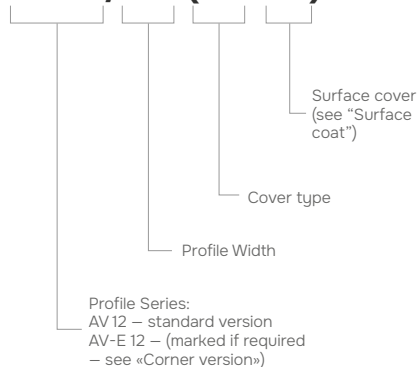 Surface cover
(see “Surface
coat”)
Cover type
Profile Width
Profile Series:
AV 12 – standard version
AV-E 12 – (marked if required
– see «Corner version»)